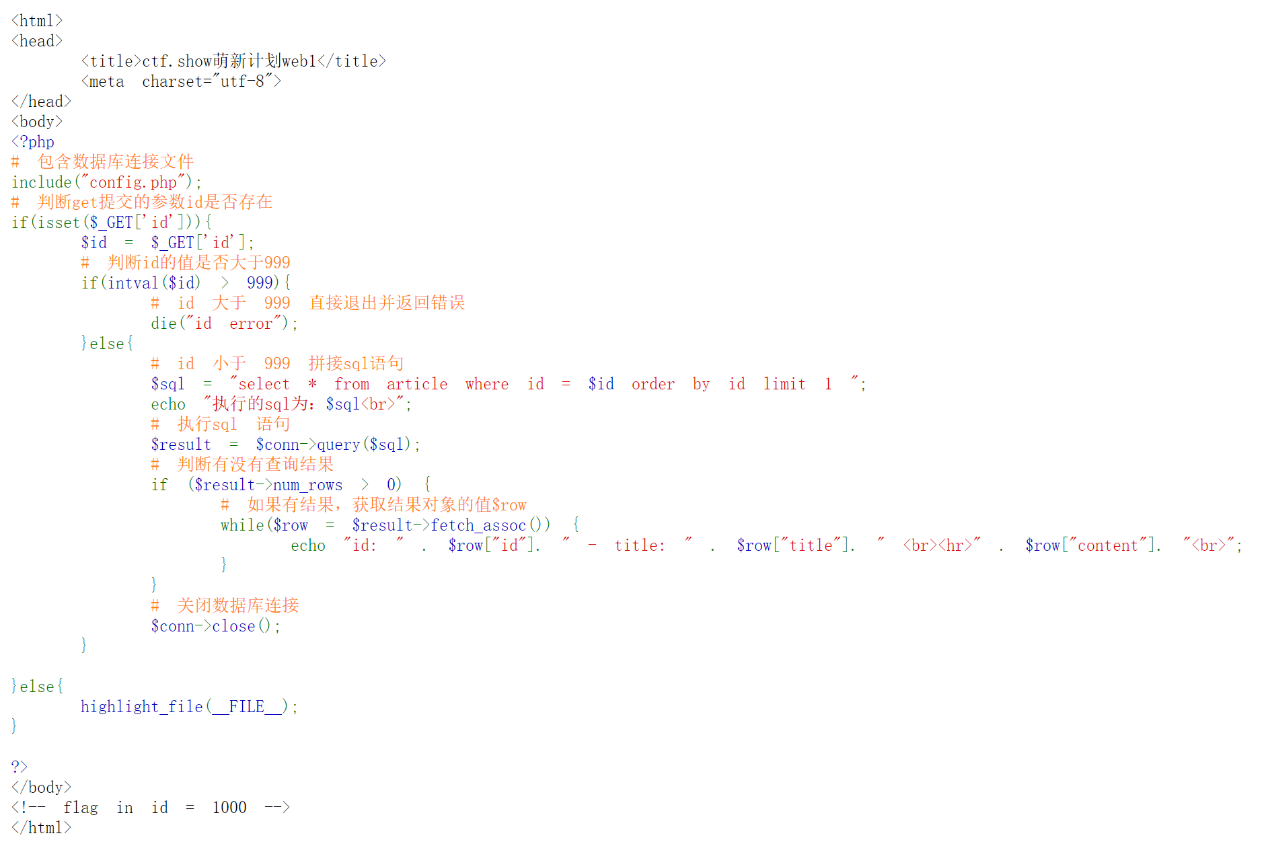 <html>
<head>
        <title>ctf.show萌新计划web1</title>
        <meta charset="utf-8">
</head>
<body>
<?php
# 包含数据库连接文件
include("config.php");
# 判断get提交的参数id是否存在
if(isset($_GET['id'])){
        $id = $_GET['id'];
        # 判断id的值是否大于999
        if(intval($id) > 999){
                # id 大于 999 直接退出并返回错误
                die("id error");
        }else{
                # id 小于 999 拼接sql语句
                $sql = "select * from article where id = $id order by id limit 1 ";
                echo "执行的sql为：$sql<br>";
                # 执行sql 语句
                $result = $conn->query($sql);
                # 判断有没有查询结果
                if ($result->num_rows > 0) {
                        # 如果有结果，获取结果对象的值$row
                        while($row = $result->fetch_assoc()) {
                                echo "id: " . $row["id"]. " - title: " . $row["title"]. " <br><hr>" . $row["content"]. "<br>";
                        }
                }
                # 关闭数据库连接
                $conn->close();
        }
}else{
        highlight_file(__FILE__);
}
?>
</body>
<!-- flag in id = 1000 -->
</html>